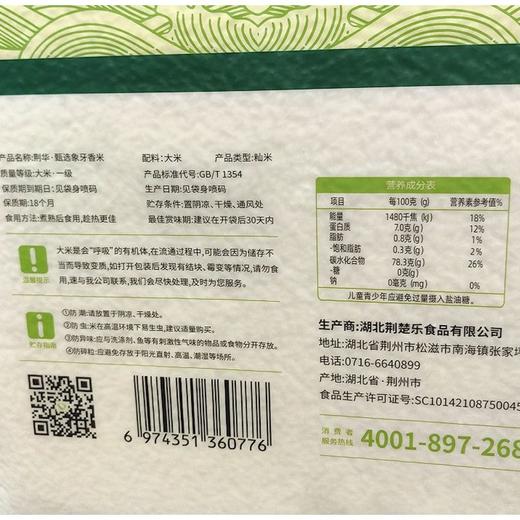 产品名称:荆华·甄选象牙香米 配料:大米 产品类型:籼米
质量等级:大米·一级 产品标准代号:GB/T 1354
保质期到期日:见袋身喷码 生产日期:见袋身喷码
保质期:18个月 贮存条件:置阴凉、干燥、通风处
食用方法:煮熟后食用,趁热更佳 最佳赏味期:建议在开袋后30天内
温馨提示
大米是会“呼吸”的有机体,在流通过程中,可能会因为储存不
当而导致变质,如打开包装后发现有结块、霉变等情况,请勿食
用,速与我公司联系,我们会尽快处理,及时为您服务。
贮存指南
①防 潮:请放置于阴凉、干燥处。
②防 虫:米在高温环境下易生虫,建议适量购买。
③防异味:应与洗涤剂、鱼等有刺激性气味的物品或食物分开存放。
④防碎粒:应避免存放于阳光直射、高温、潮湿等场所。
6 974351 360776
营养成分表
项目 每100克(g) 营养素参考值%
能量 1480千焦(kJ) 18%
蛋白质 7.0克(g) 12%
脂肪 0.8克(g) 1%
-饱和脂肪 0.3克(g) 2%
碳水化合物 78.3克(g) 26%
-糖 0克(g)
钠 0毫克(mg) 0%
儿童青少年应避免过量摄入盐油糖。
生产商:湖北荆楚乐食品有限公司
地址:湖北省荆州市松滋市南海镇张家坪
电话:0716-6640899
产地:湖北省·荆州市
食品生产许可证号:SC1014210875004
消费者
服务热线
4001-897-268